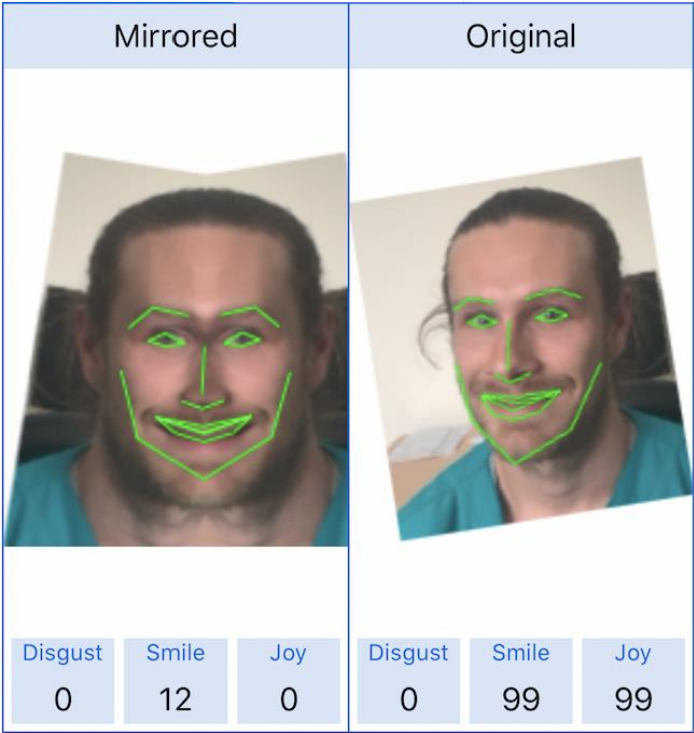 Mirrored
Original
Disgust
Smile
Joy
0
12
0
Disgust
Smile
Joy
0
99
99